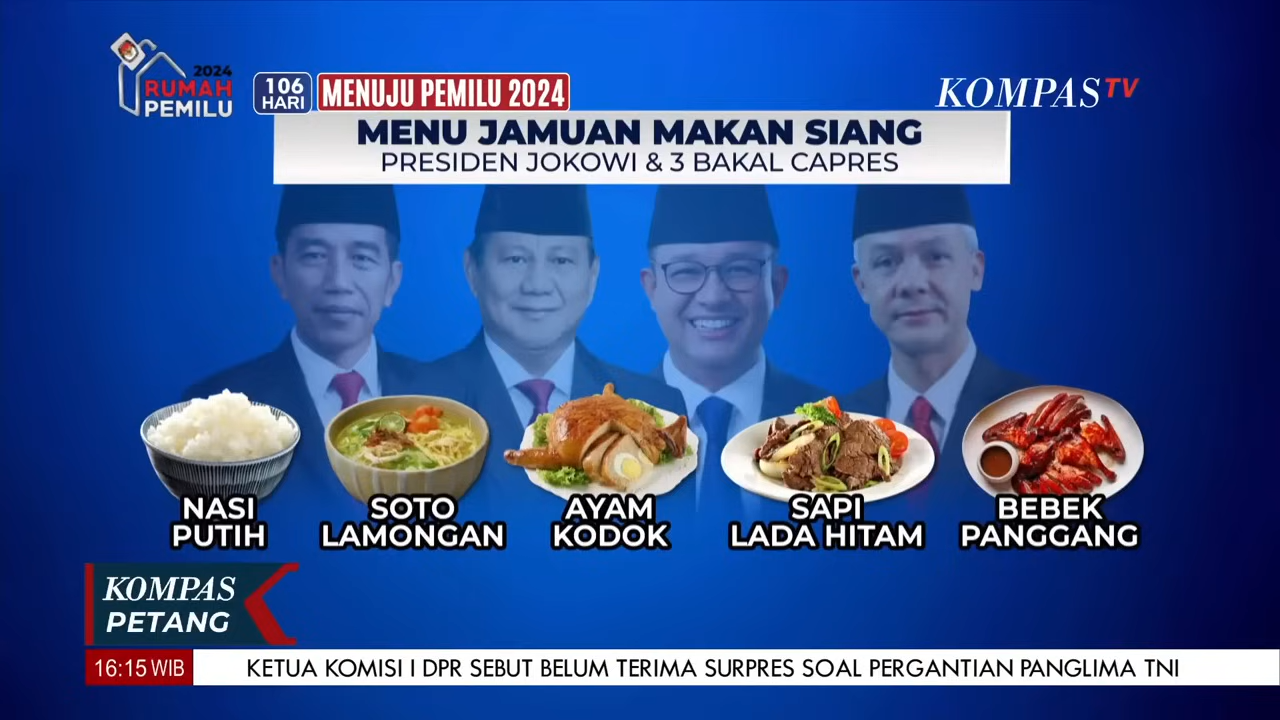 2024
RUMAH
PEMILU
106
HARI
MENUJU PEMILU 2024
KOMPAS TV
MENU JAMUAN MAKAN SIANG
PRESIDEN JOKOWI & 3 BAKAL CAPRES
NASI
PUTIH
SOTO
LAMONGAN
AYAM
KODOK
SAPI
LADA HITAM
BEBEK
PANGGANG
KOMPAS
PETANG
16:15 WIB
KETUA KOMISI I DPR SEBUT BELUM TERIMA SURPRES SOAL PERGANTIAN PANGLIMA TNI